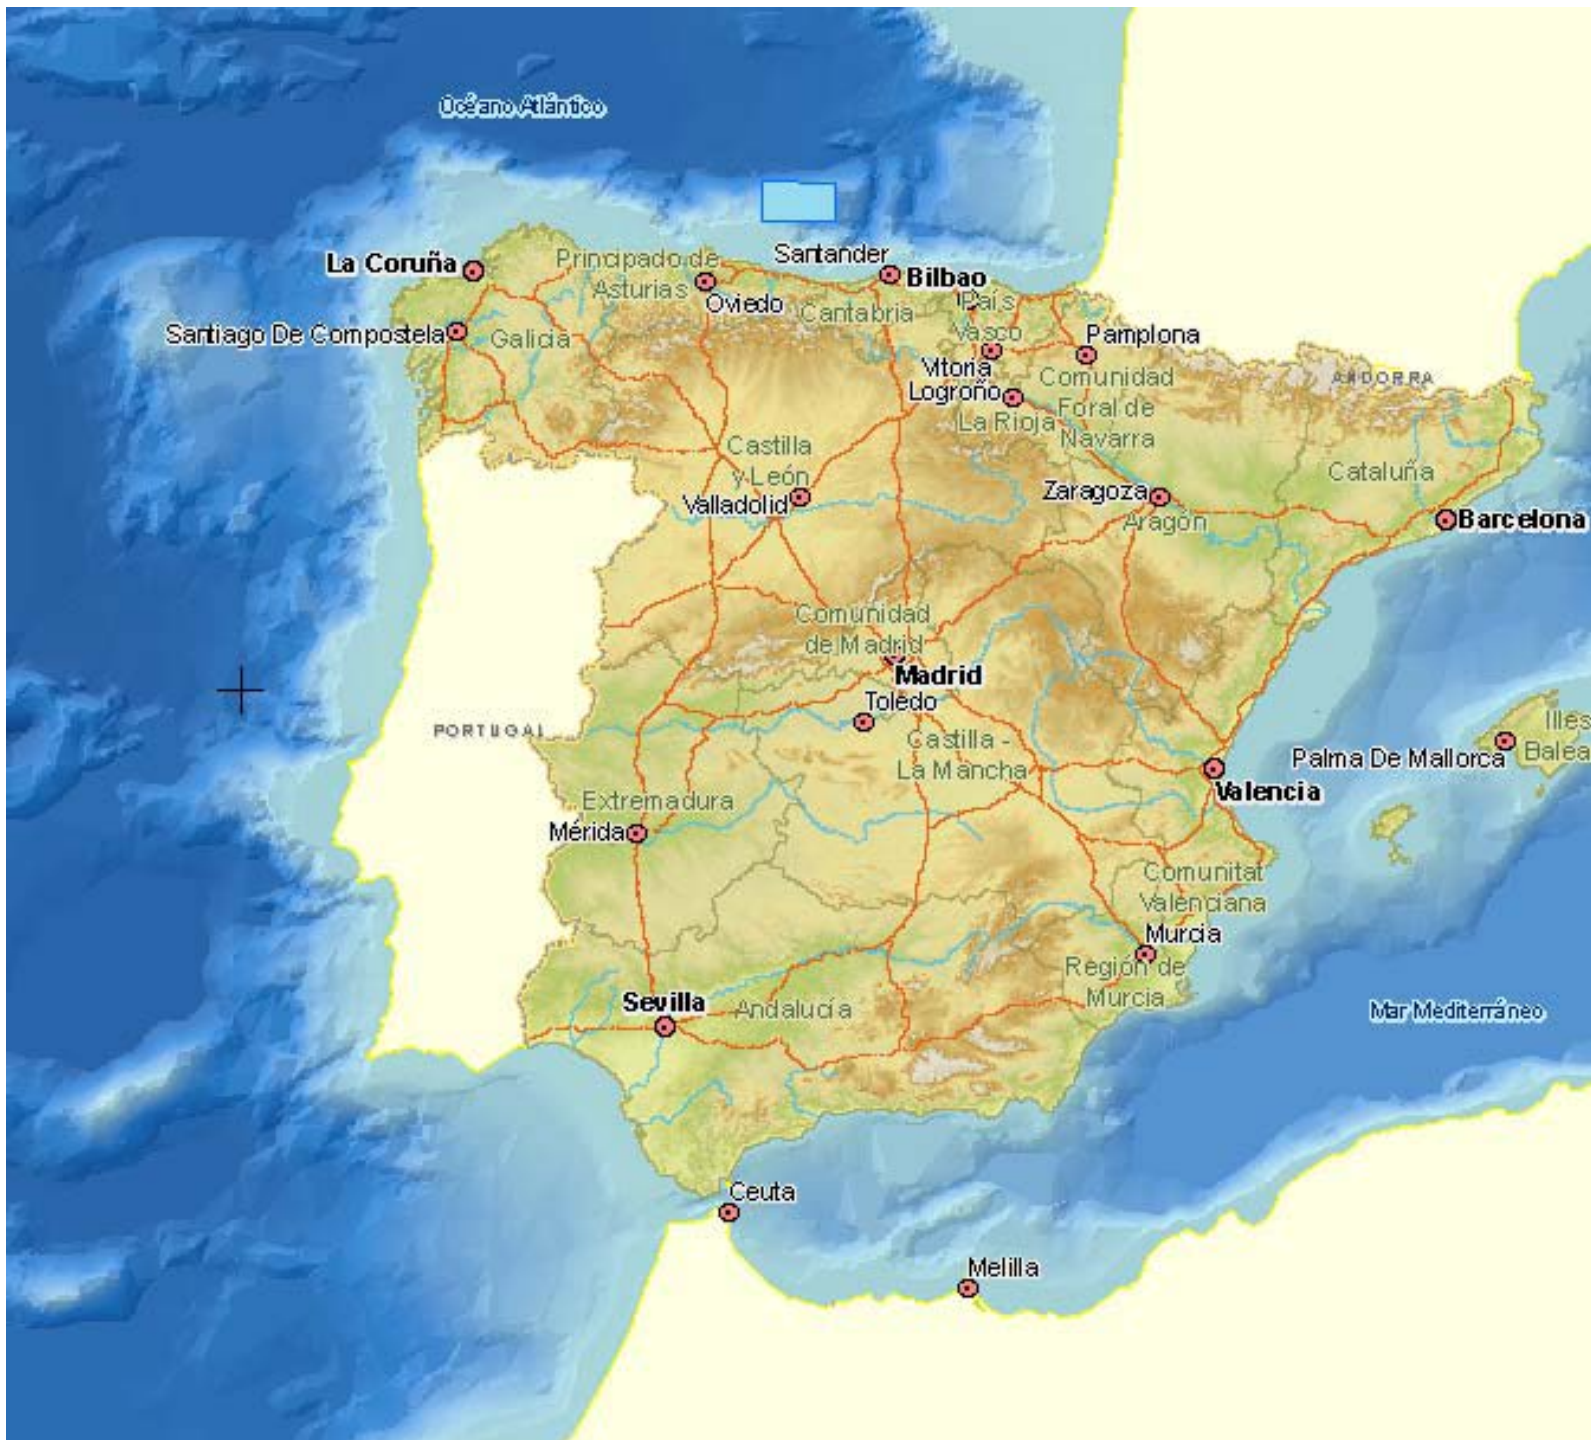 Océano Atlántico
La Coruña
Principado de
Asturias
Santander
Bilbao
Oviedo
Cantabria
País
Vasco
Santiago De Compostela
Galicia
Pamplona
Vitoria
Logroño
Comunidad
Foral de
Navarra
La Rioja
ANDORRA
Castilla
y León
Valladolid
Zaragoza
Aragón
Cataluña
Barcelona
Comunidad
de Madrid
Madrid
Toledo
PORTUGAL
Castilla -
La Mancha
Illes
Balea
Palma De Mallorca
Valencia
Extremadura
Mérida
Comunitat
Valenciana
Murcia
Región de
Murcia
Sevilla
Andalucía
Mar Mediterráneo
Ceuta
Melilla